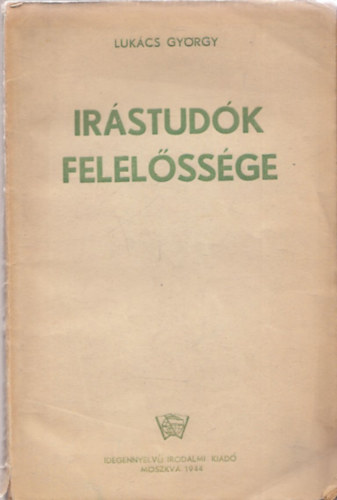 LUKÁCS GYÖRGY
IRÁSTUDÓK
FELELŐSSÉGE
IDEGENNYELVŰ IRODALMI KIADÓ
MOSZKVA 1944